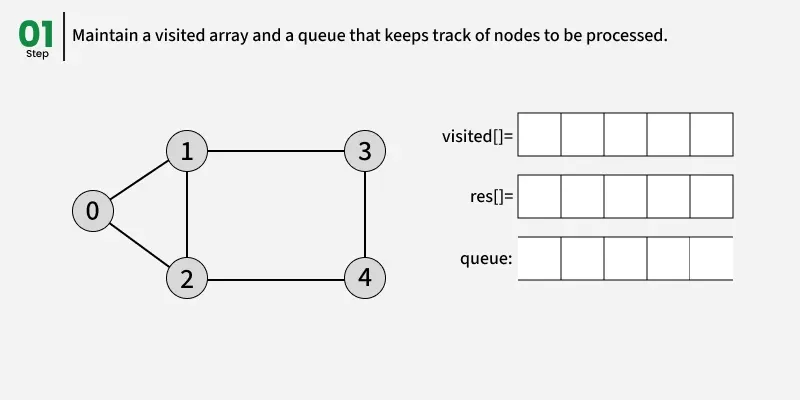 01
Step
Maintain a visited array and a queue that keeps track of nodes to be processed.
1
3
0
2
4
visited[]=
res[]=
queue: